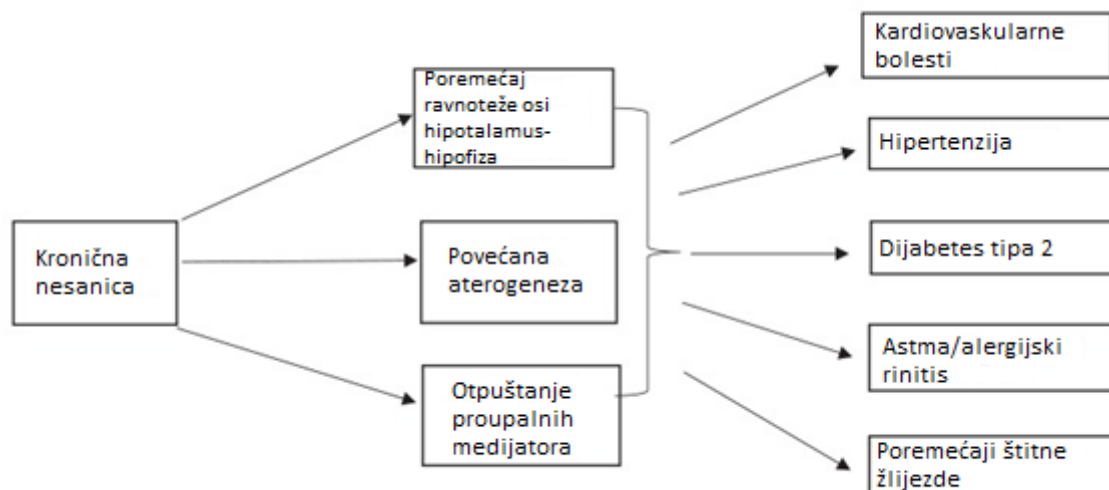 Kronična
nesanica
Poremećaj
ravnoteže osi
hipotalamus-
hipofiza
Povećana
aterogeneza
Otpuštanje
proupalnih
medijatora
Kardiovaskularne
bolesti
Hipertenzija
Dijabetes tipa 2
Astma/alergijski
rinitis
Poremećaji štitne
žlijezde